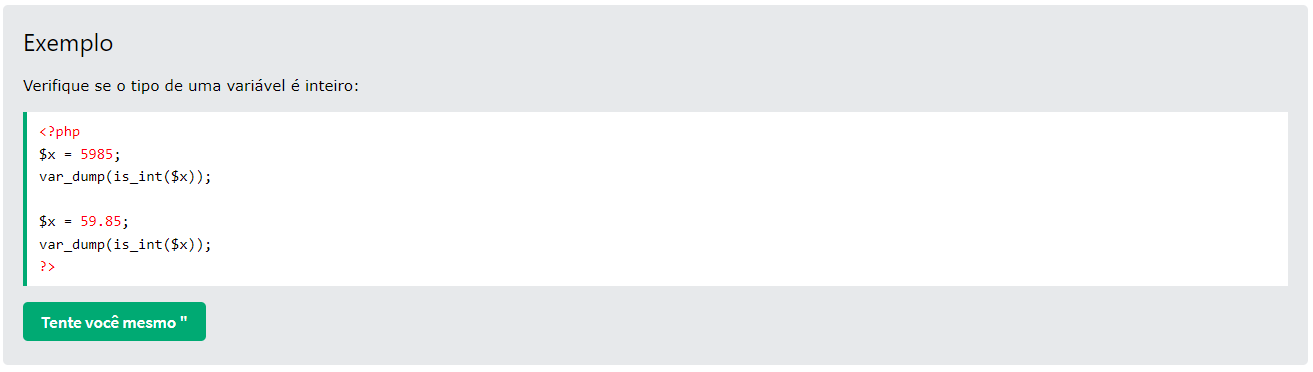 Exemplo
Verifique se o tipo de uma variável é inteiro:
<?php
$x = 5985;
var_dump(is_int($x));
$x = 59.85;
var_dump(is_int($x));
?>
Tente você mesmo "